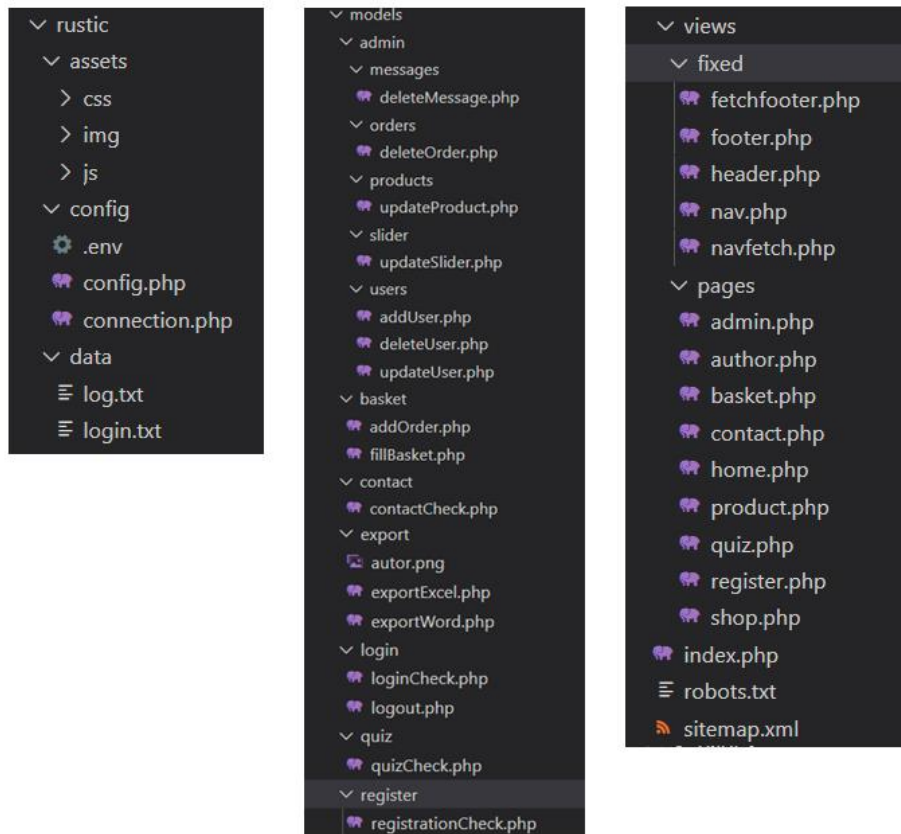 rustic
assets
css
img
js
config
.env
config.php
connection.php
data
log.txt
login.txt
models
admin
messages
deleteMessage.php
orders
deleteOrder.php
products
updateProduct.php
slider
updateSlider.php
users
addUser.php
deleteUser.php
updateUser.php
basket
addOrder.php
fillBasket.php
contact
contactCheck.php
export
autor.png
exportExcel.php
exportWord.php
login
loginCheck.php
logout.php
quiz
quizCheck.php
register
registrationCheck.php
views
fixed
fetchfooter.php
footer.php
header.php
nav.php
navfetch.php
pages
admin.php
author.php
basket.php
contact.php
home.php
product.php
quiz.php
register.php
shop.php
index.php
robots.txt
sitemap.xml